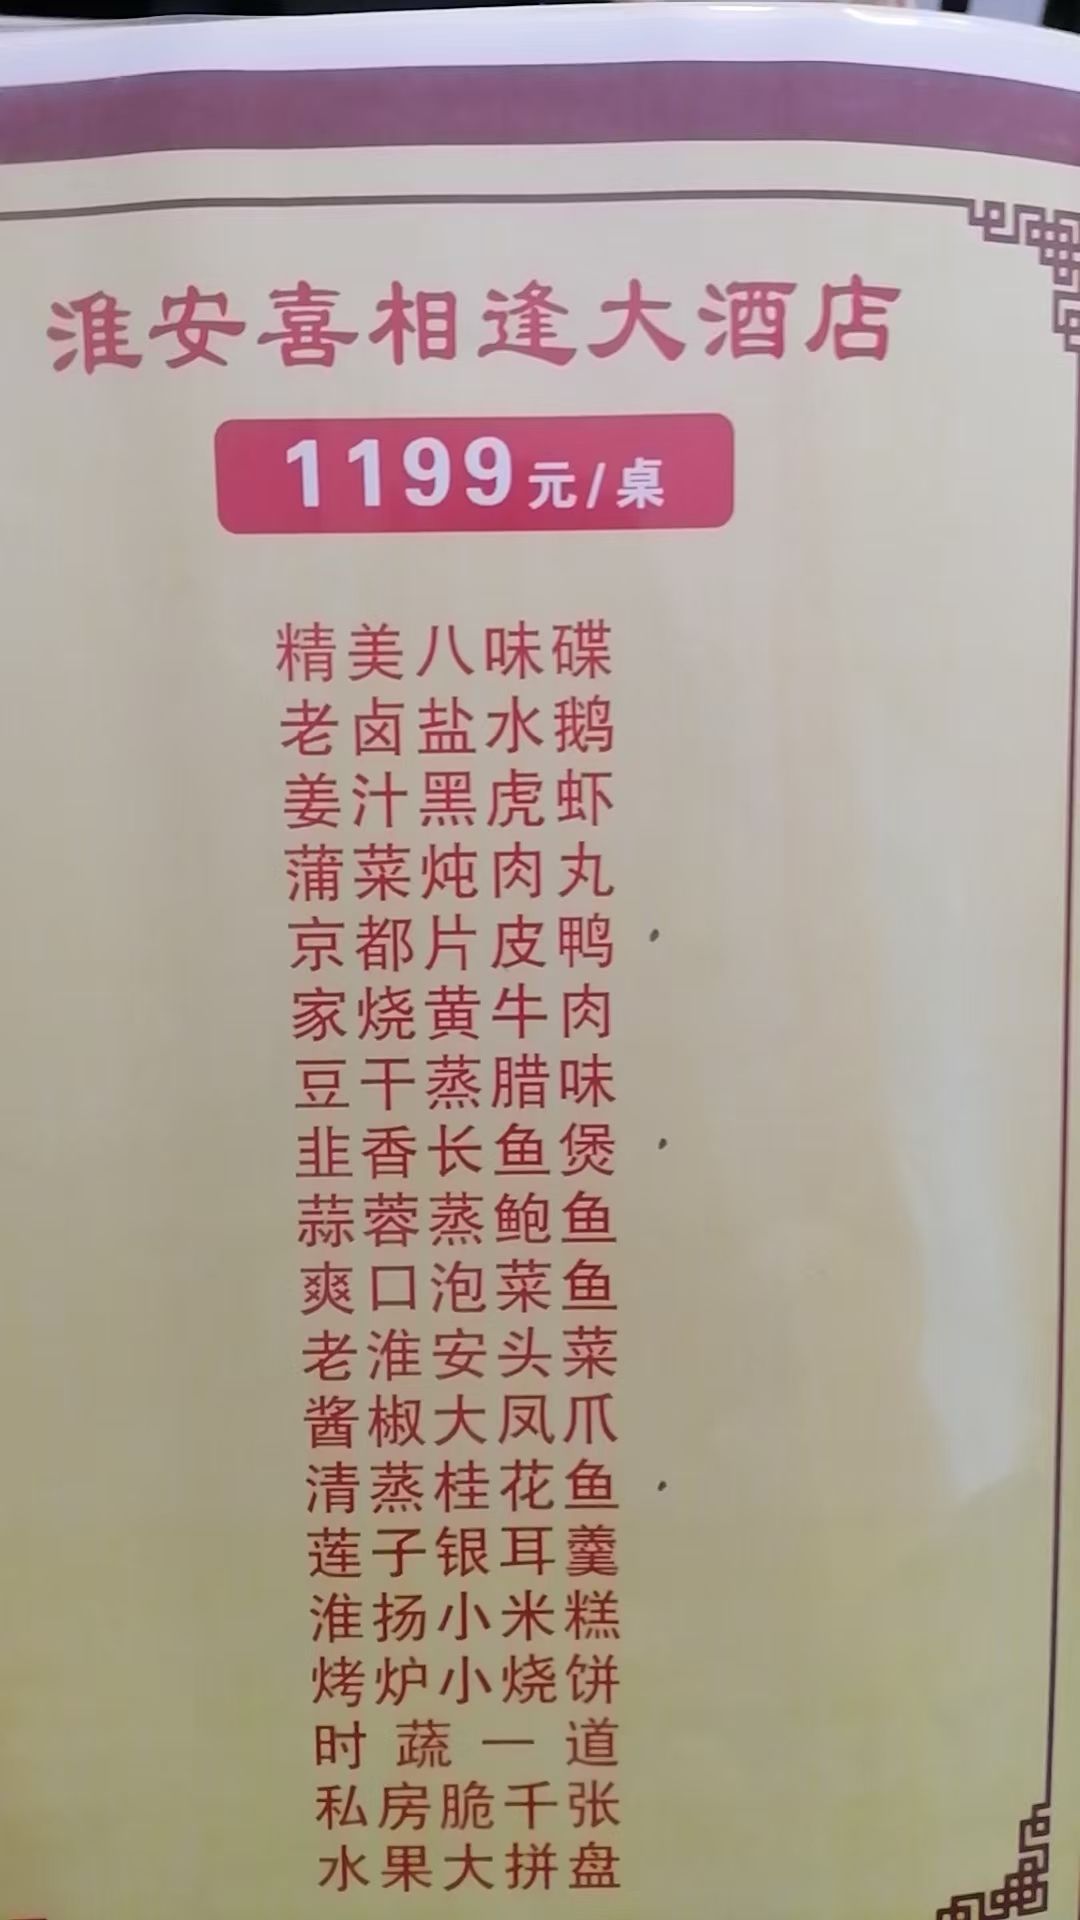 淮安喜相逢大酒店
1199元/桌
精美八味碟
老卤盐水鹅
姜汁黑虎虾
蒲菜炖肉丸
京都片皮鸭
家烧黄牛肉
豆干蒸腊味
韭香长鱼煲
蒜蓉蒸鲍鱼
爽口泡菜鱼
老淮安头菜
酱椒大凤爪
清蒸桂花鱼
莲子银耳羹
淮扬小米糕
烤炉小烧饼
时蔬一道
私房脆千张
水果大拼盘